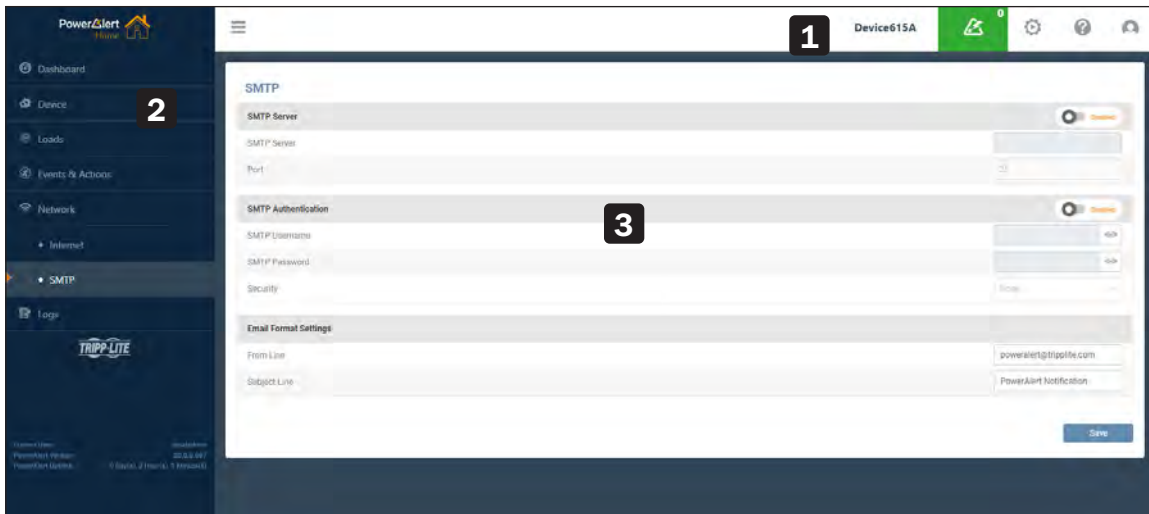 PowerAlert
Home
1
Device615A
0
Dashboard
Device
2
Loads
Events & Actions
Network
Internet
SMTP
Logs
TRIPP-LITE
SMTP
SMTP Server
SMTP Server
Port
SMTP Authentication
3
SMTP Username
SMTP Password
Security
Email Format Settings
From Line
poweralert@tripplite.com
Subject Line
PowerAlert Notification
Save